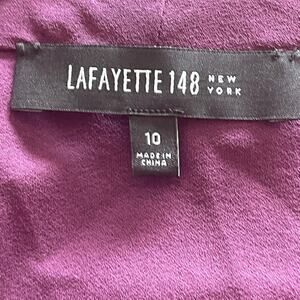 LAFAYETTE 148 NEW YORK
10
MADE IN
CHINA